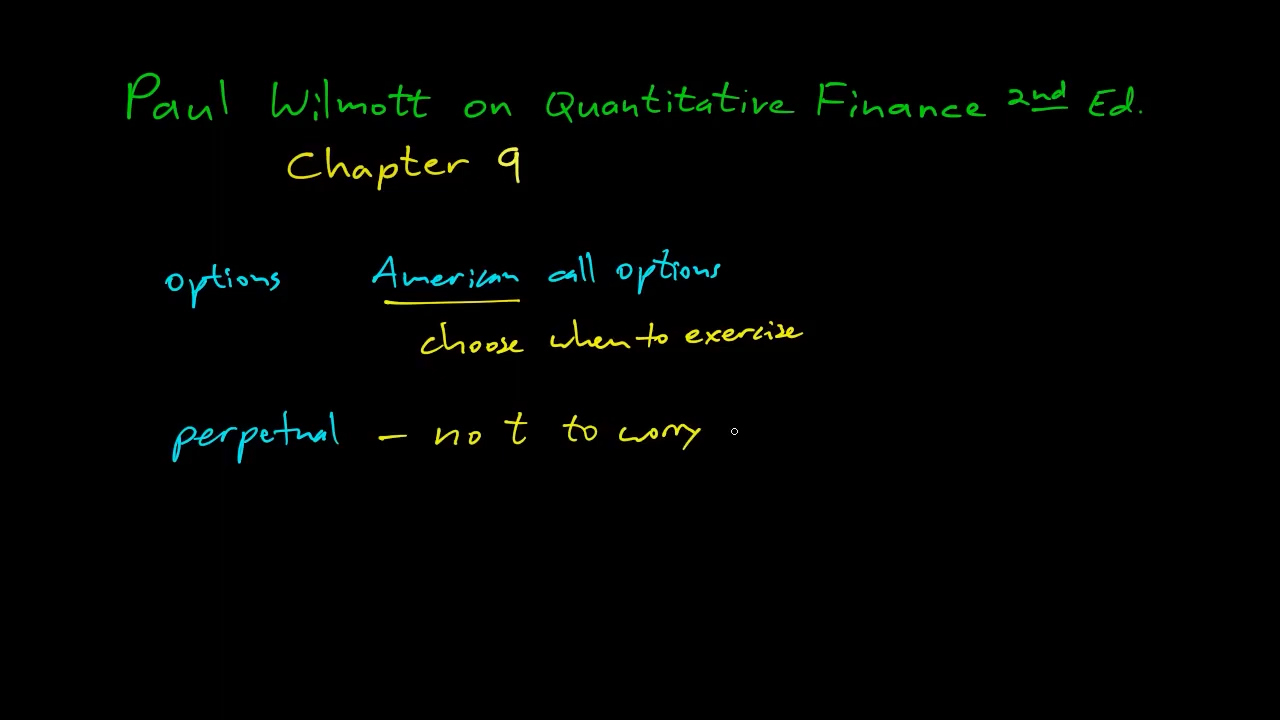 Paul Wilmott on Quantitative Finance 2nd Ed.
Chapter 9
options American call options
choose when to exercise
perpetual – no t to worry